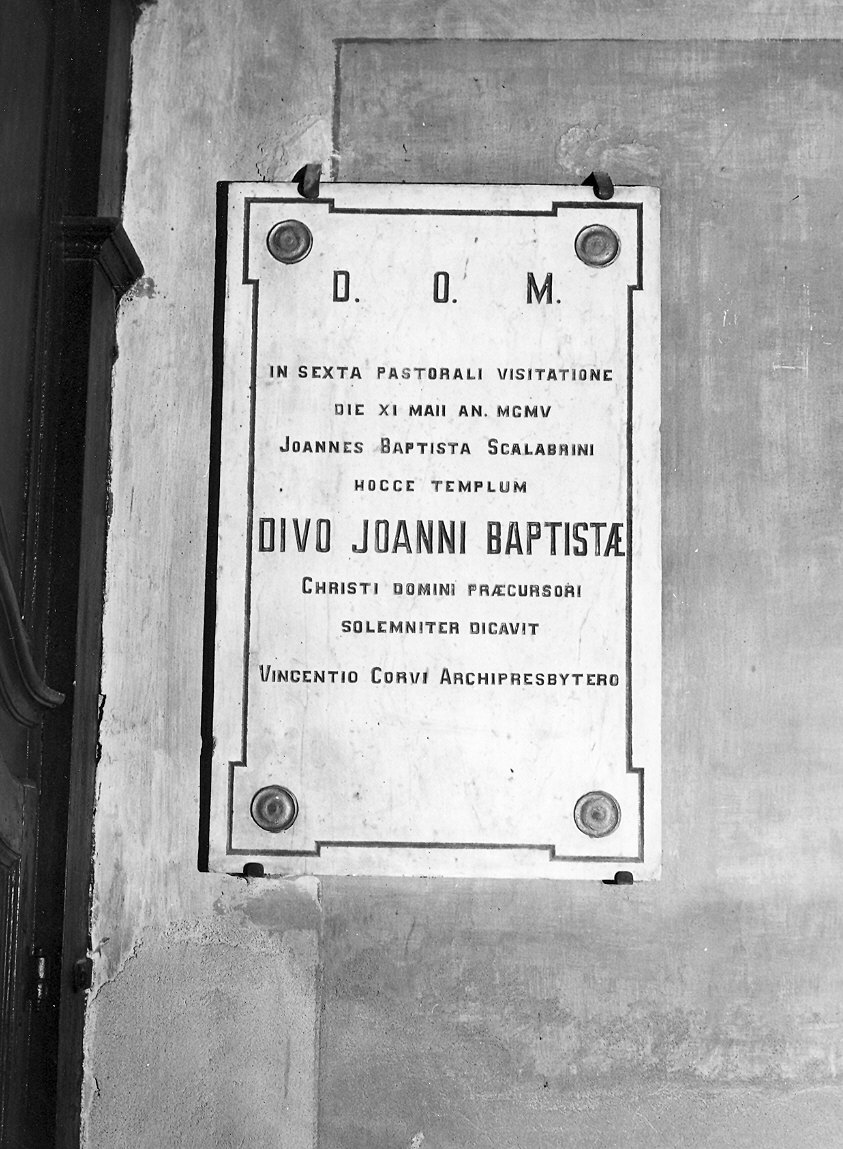 D. O. M.
IN SEXTA PASTORALI VISITATIONE
DIE XI MAII AN. MCMV
JOANNES BAPTISTA SCALABRINI
HOCCE TEMPLUM
DIVO JOANNI BAPTISTÆ
CHRISTI DOMINI PRÆCURSORI
SOLEMNITER DICAVIT
VINCENTIO CORVI ARCHIPRESBYTERO